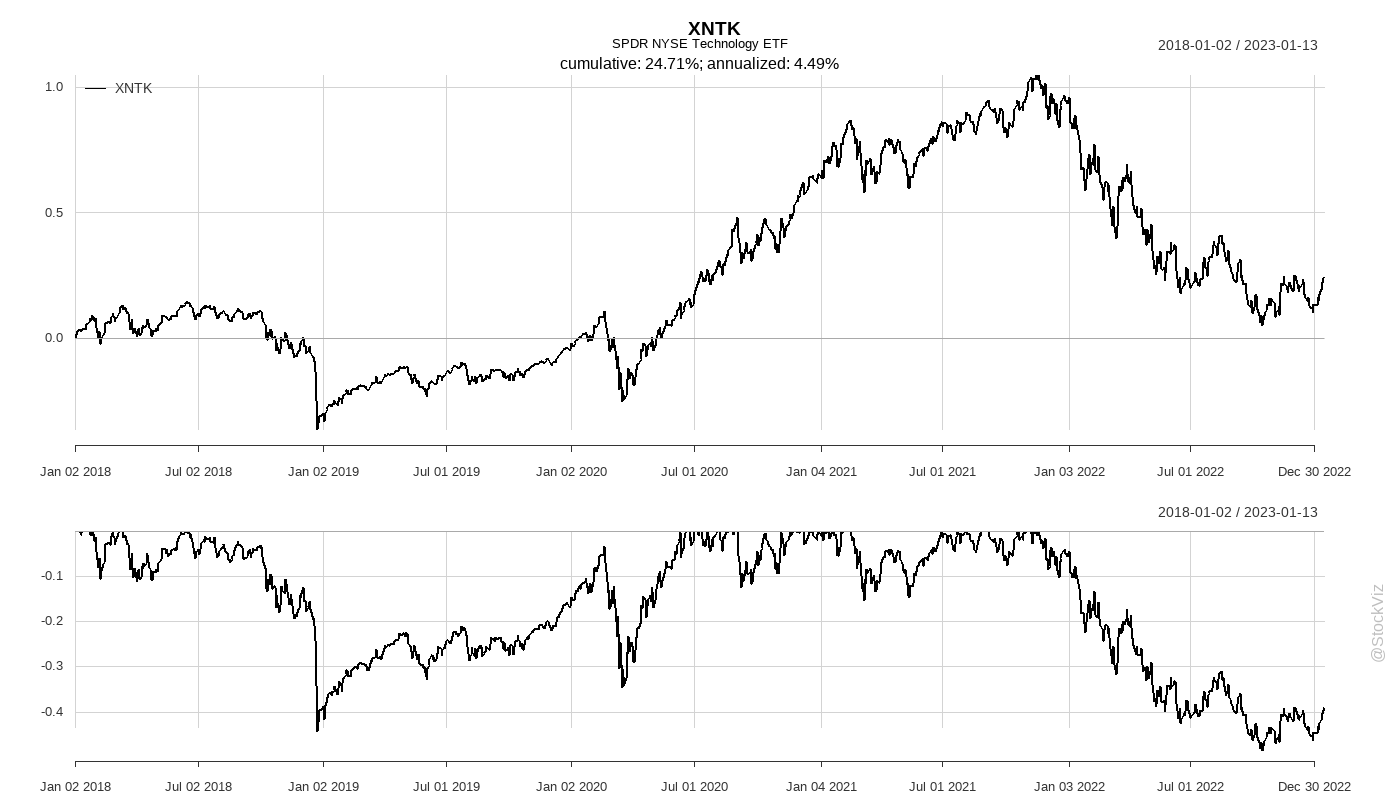 XNTK
SPDR NYSE Technology ETF
cumulative: 24.71%; annualized: 4.49%
2018-01-02 / 2023-01-13
XNTK
1.0
0.5
0.0
Jan 02 2018 Jul 02 2018 Jan 02 2019 Jul 01 2019 Jan 02 2020 Jul 01 2020 Jan 04 2021 Jul 01 2021 Jan 03 2022 Jul 01 2022 Dec 30 2022
2018-01-02 / 2023-01-13
-0.1
-0.2
-0.3
-0.4
Jan 02 2018 Jul 02 2018 Jan 02 2019 Jul 01 2019 Jan 02 2020 Jul 01 2020 Jan 04 2021 Jul 01 2021 Jan 03 2022 Jul 01 2022 Dec 30 2022
@StockViz